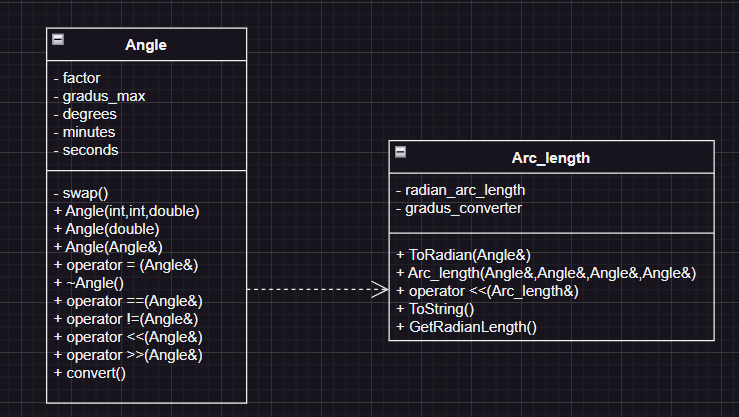 Angle
- factor
- gradus_max
- degrees
- minutes
- seconds
- swap()
+ Angle(int,int,double)
+ Angle(double)
+ Angle(Angle&)
+ operator = (Angle&)
+ ~Angle()
+ operator ==(Angle&)
+ operator !=(Angle&)
+ operator <<(Angle&)
+ operator >>(Angle&)
+ convert()
Arc_length
- radian_arc_length
- gradus_converter
+ ToRadian(Angle&)
+ Arc_length(Angle&,Angle&,Angle&,Angle&)
+ operator <<(Arc_length&)
+ ToString()
+ GetRadianLength()